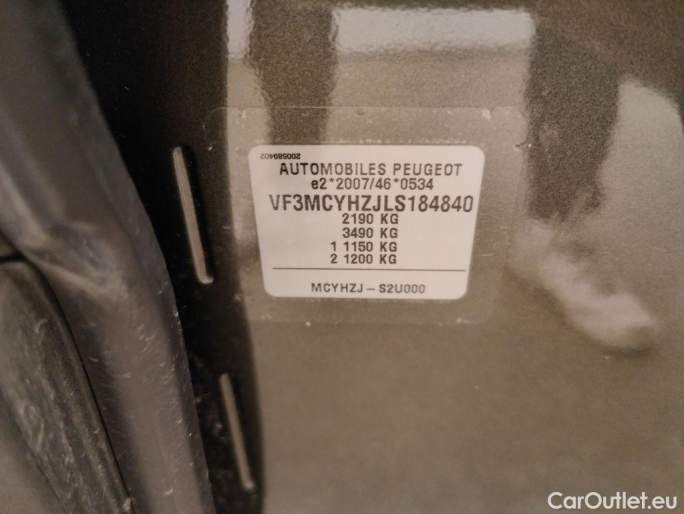 200589402
AUTOMOBILES PEUGEOT
e2*2007/46*0534
VF3MCYHZJLS184840
2190 KG
3490 KG
1 1150 KG
2 1200 KG
MCYHZJ – S2U000
CarOutlet.eu